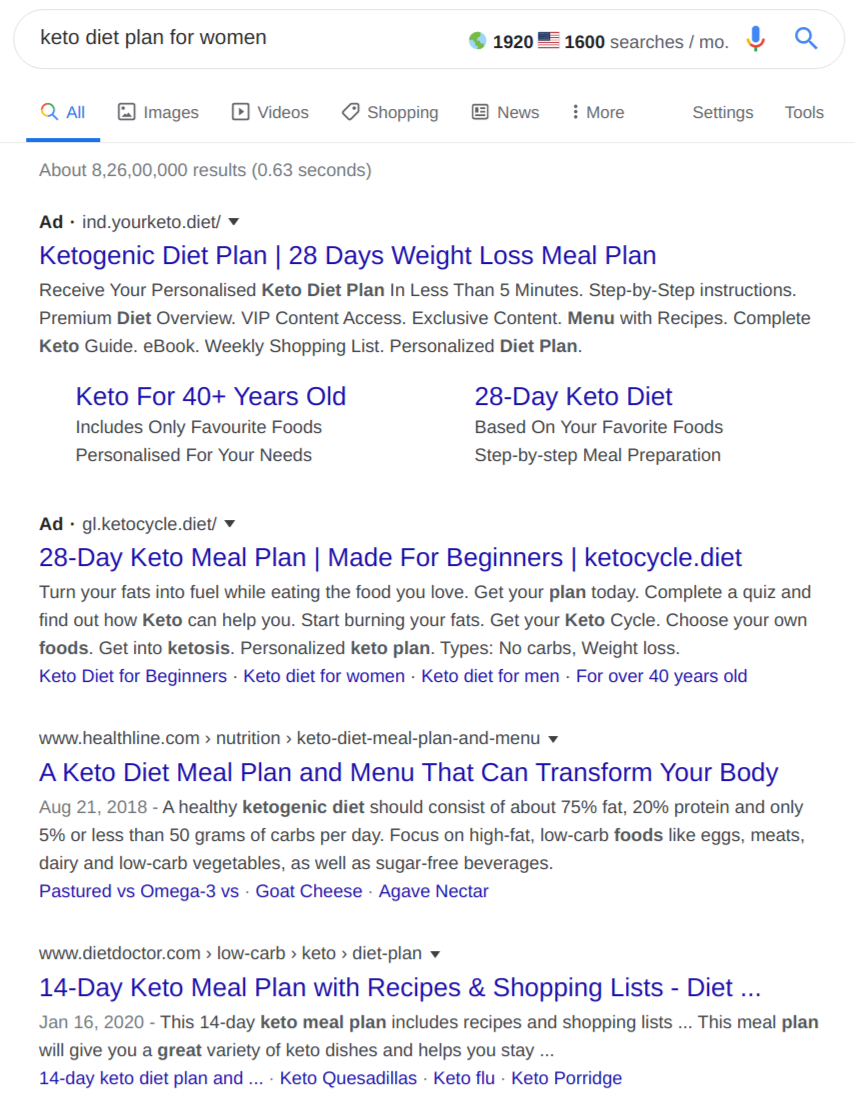 keto diet plan for women
1920 1600 searches / mo.
All Images Videos Shopping News More Settings Tools
About 8,26,00,000 results (0.63 seconds)
Ad · ind.yourketo.diet/
Ketogenic Diet Plan | 28 Days Weight Loss Meal Plan
Receive Your Personalised Keto Diet Plan In Less Than 5 Minutes. Step-by-Step instructions.
Premium Diet Overview. VIP Content Access. Exclusive Content. Menu with Recipes. Complete
Keto Guide. eBook. Weekly Shopping List. Personalized Diet Plan.
Keto For 40+ Years Old
Includes Only Favourite Foods
Personalised For Your Needs
28-Day Keto Diet
Based On Your Favorite Foods
Step-by-step Meal Preparation
Ad · gl.ketocycle.diet/
28-Day Keto Meal Plan | Made For Beginners | ketocycle.diet
Turn your fats into fuel while eating the food you love. Get your plan today. Complete a quiz and
find out how Keto can help you. Start burning your fats. Get your Keto Cycle. Choose your own
foods. Get into ketosis. Personalized keto plan. Types: No carbs, Weight loss.
Keto Diet for Beginners · Keto diet for women · Keto diet for men · For over 40 years old
www.healthline.com › nutrition › keto-diet-meal-plan-and-menu
A Keto Diet Meal Plan and Menu That Can Transform Your Body
Aug 21, 2018 - A healthy ketogenic diet should consist of about 75% fat, 20% protein and only
5% or less than 50 grams of carbs per day. Focus on high-fat, low-carb foods like eggs, meats,
dairy and low-carb vegetables, as well as sugar-free beverages.
Pastured vs Omega-3 vs · Goat Cheese · Agave Nectar
www.dietdoctor.com › low-carb › keto › diet-plan
14-Day Keto Meal Plan with Recipes & Shopping Lists - Diet ...
Jan 16, 2020 - This 14-day keto meal plan includes recipes and shopping lists ... This meal plan
will give you a great variety of keto dishes and helps you stay ...
14-day keto diet plan and ... · Keto Quesadillas · Keto flu · Keto Porridge